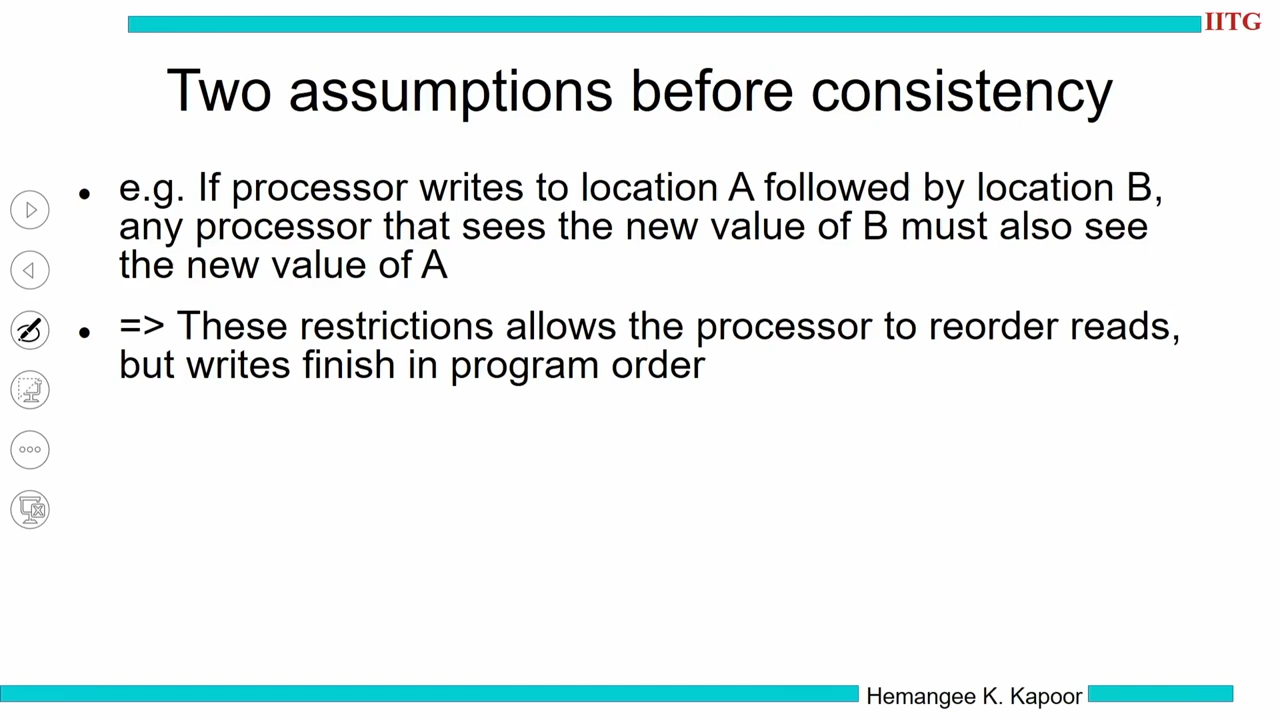 IITG
Two assumptions before consistency
• e.g. If processor writes to location A followed by location B,
any processor that sees the new value of B must also see
the new value of A
• => These restrictions allows the processor to reorder reads,
but writes finish in program order
Hemangee K. Kapoor